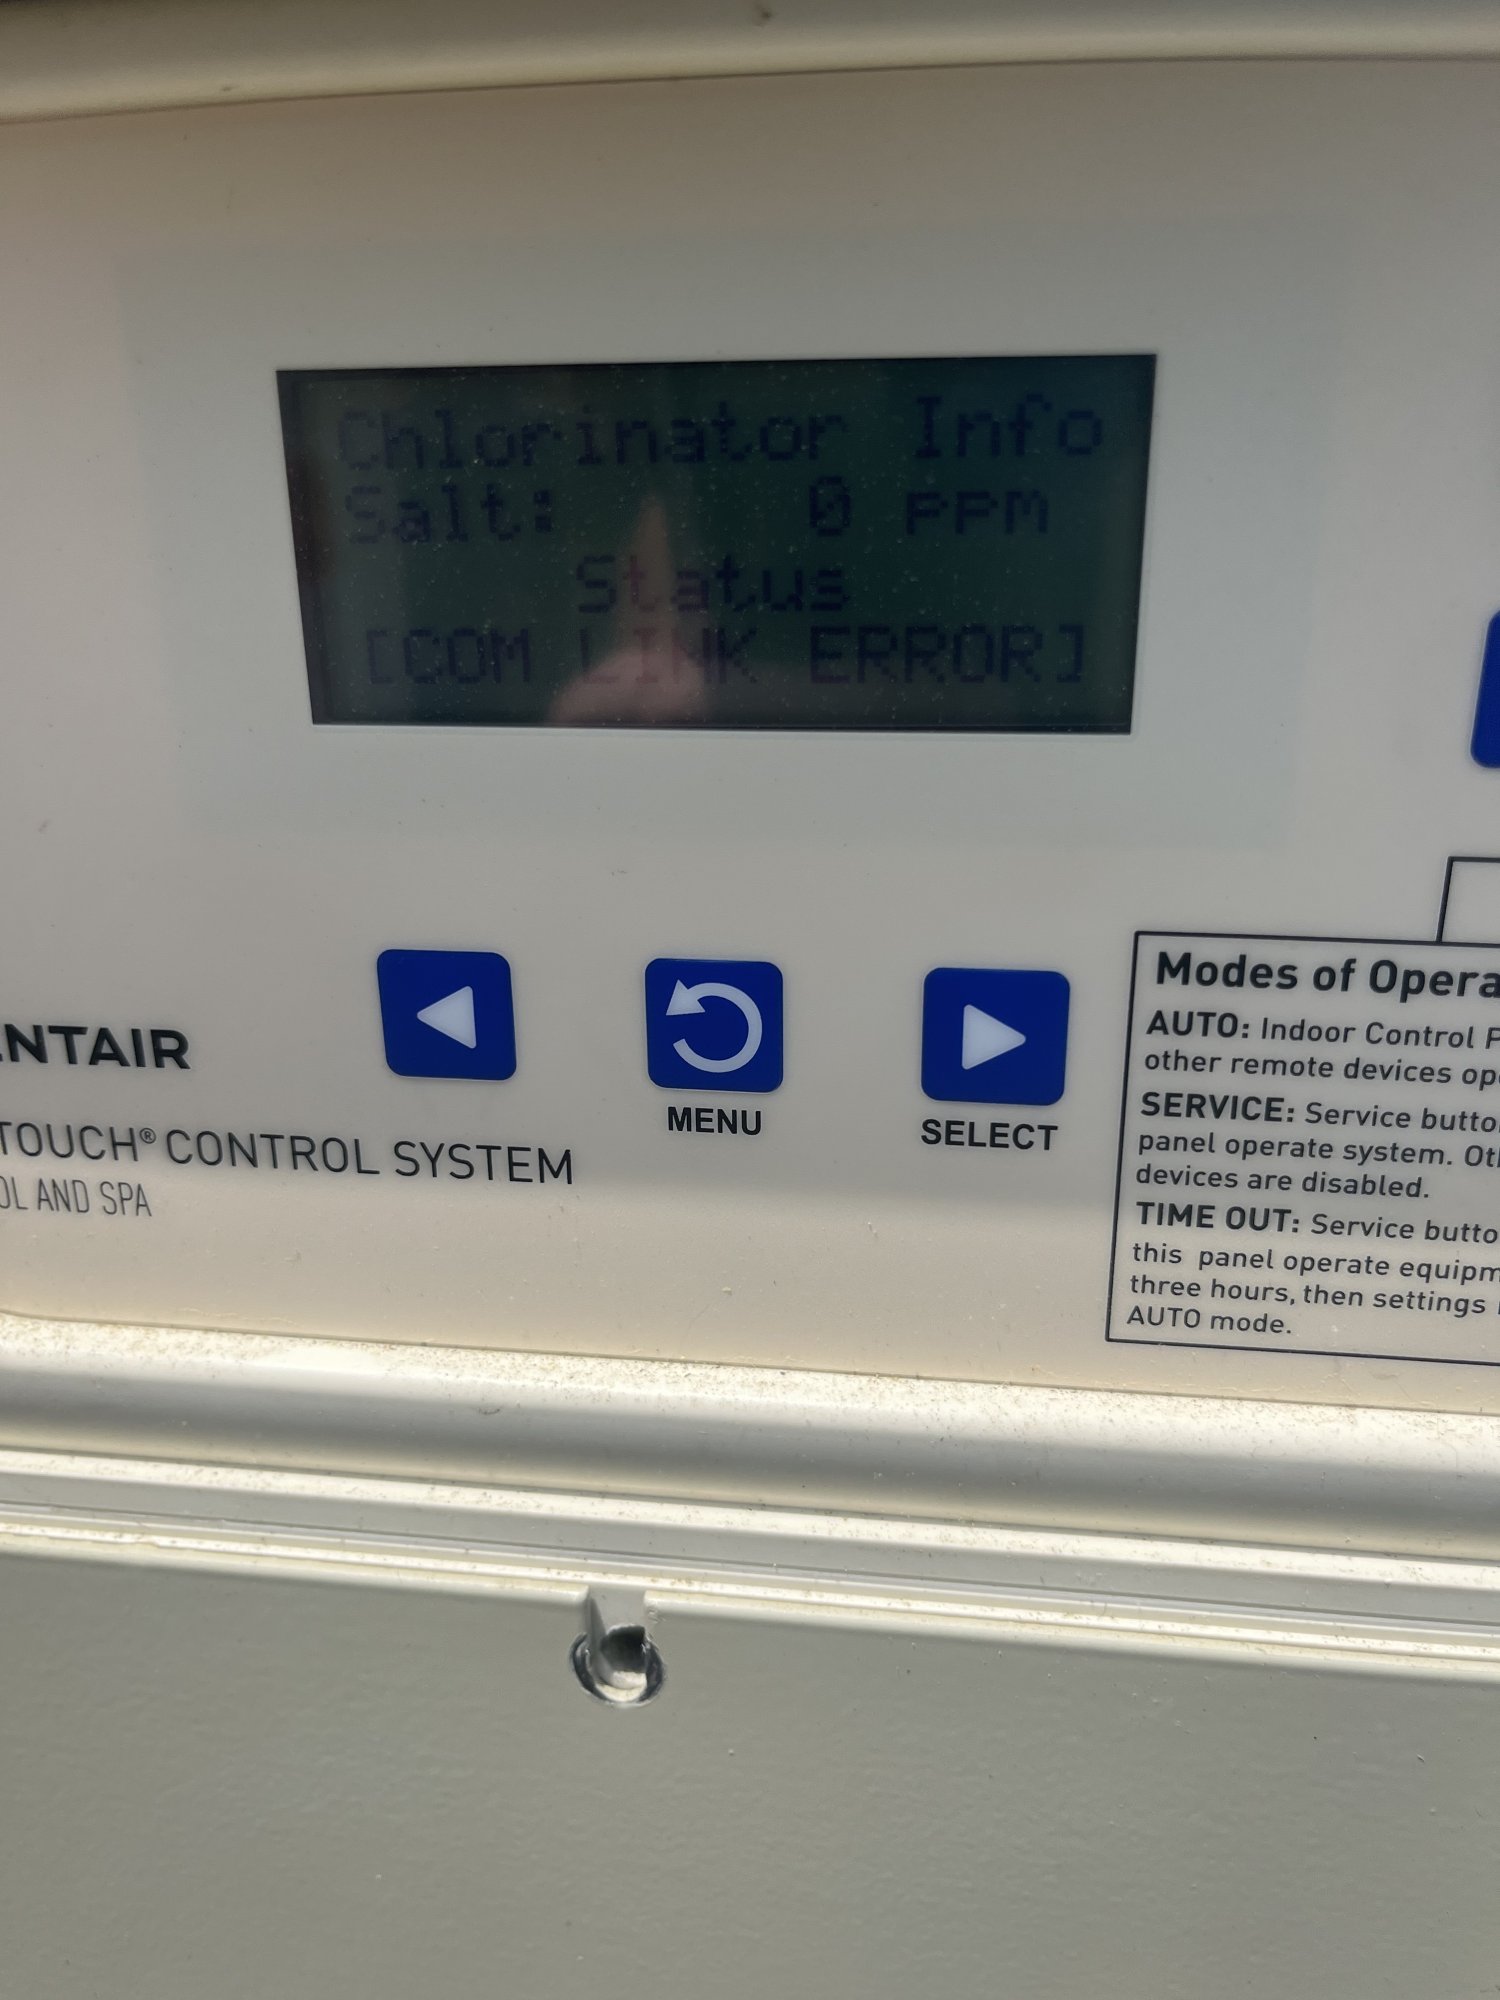 Chlorinator Info
Salt: 0 ppm
Status
[COM LINK ERROR]
MENU
SELECT
ENTAIR
TOUCH® CONTROL SYSTEM
OL AND SPA
Modes of Opera
AUTO: Indoor Control P
other remote devices op
SERVICE: Service butto
panel operate system. Ot
devices are disabled.
TIME OUT: Service butto
this panel operate equipm
three hours, then settings
AUTO mode.